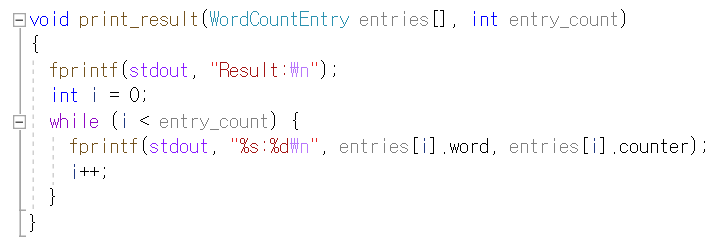 void print_result(WordCountEntry entries[], int entry_count)
{
fprintf(stdout, "Result:₩n");
int i = 0;
while (i < entry_count) {
fprintf(stdout, "%s:%d₩n", entries[i].word, entries[i].counter);
i++;
}
}